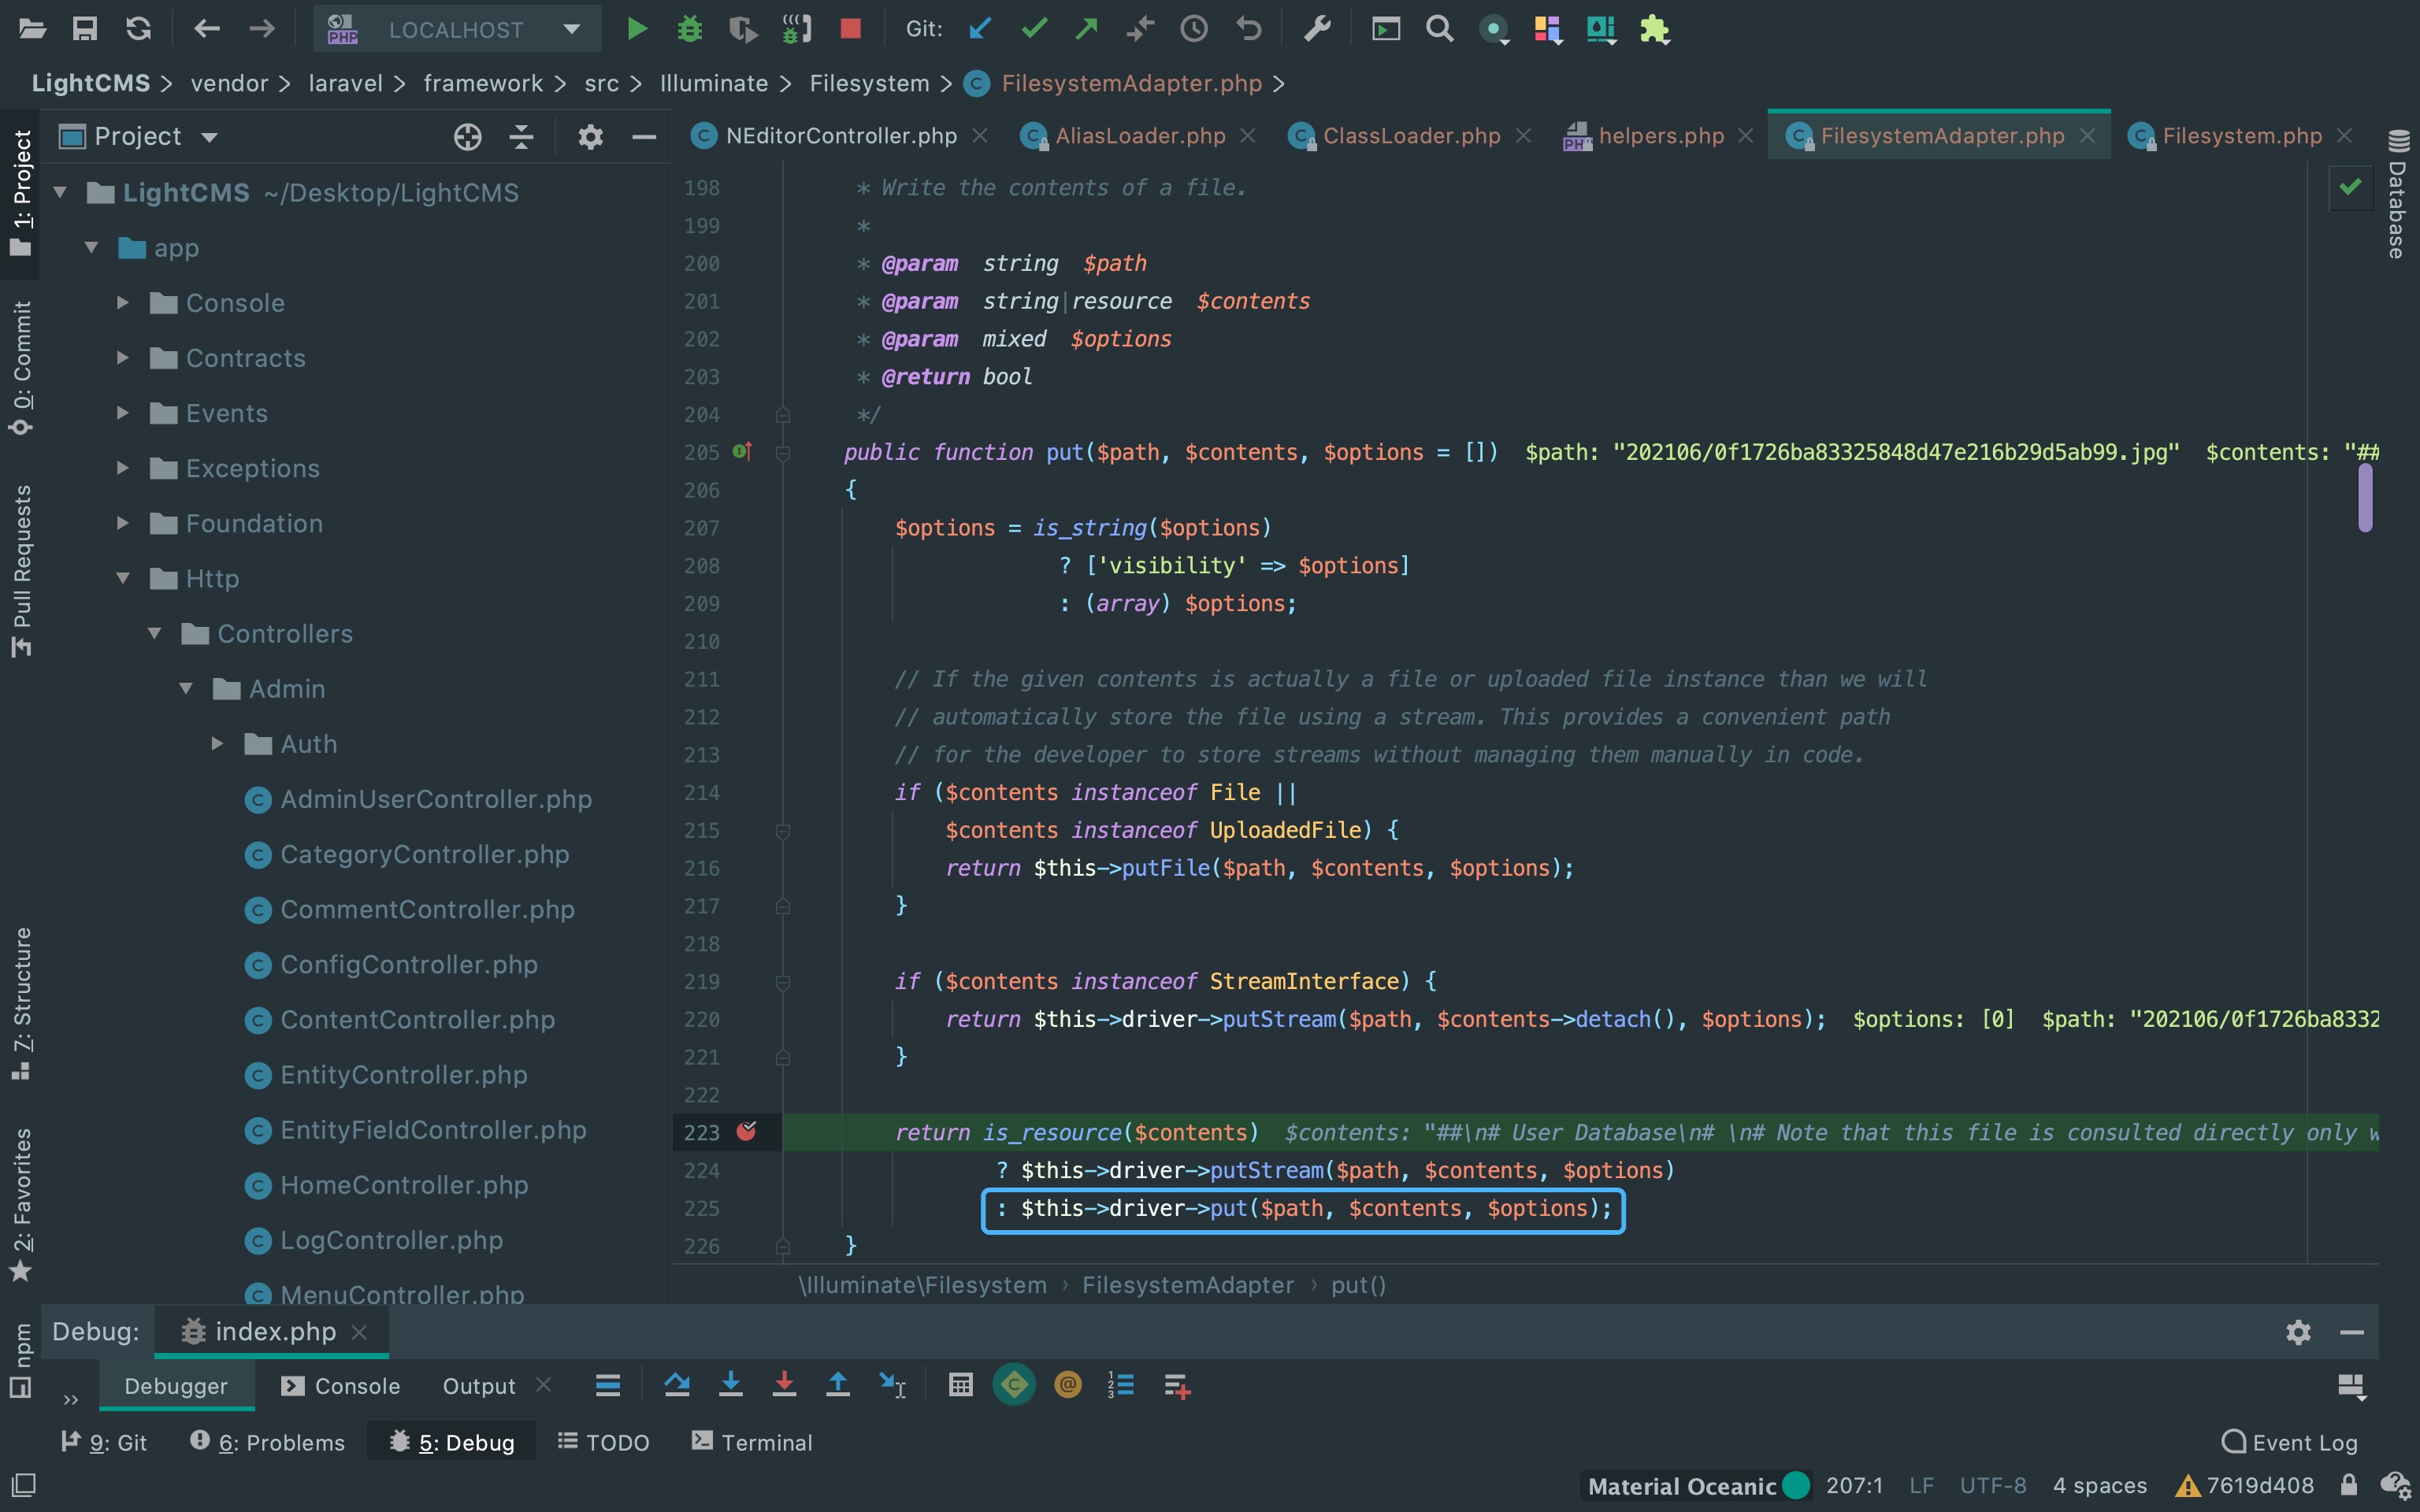 PHP LOCALHOST Git:
LightCMS > vendor > laravel > framework > src > Illuminate > Filesystem > FilesystemAdapter.php >
Project
NEditorController.php AliasLoader.php ClassLoader.php helpers.php FilesystemAdapter.php Filesystem.php
1: Project
0: Commit
Pull Requests
7: Structure
2: Favorites
npm
Database
LightCMS ~/Desktop/LightCMS
app
Console
Contracts
Events
Exceptions
Foundation
Http
Controllers
Admin
Auth
AdminUserController.php
CategoryController.php
CommentController.php
ConfigController.php
ContentController.php
EntityController.php
EntityFieldController.php
HomeController.php
LogController.php
MenuController.php
198 * Write the contents of a file.
199 *
200 * @param string $path
201 * @param string|resource $contents
202 * @param mixed $options
203 * @return bool
204 */
205 public function put($path, $contents, $options = []) $path: "202106/0f1726ba83325848d47e216b29d5ab99.jpg" $contents: "##
206 {
207 $options = is_string($options)
208 ? ['visibility' => $options]
209 : (array) $options;
210
211 // If the given contents is actually a file or uploaded file instance than we will
212 // automatically store the file using a stream. This provides a convenient path
213 // for the developer to store streams without managing them manually in code.
214 if ($contents instanceof File ||
215 $contents instanceof UploadedFile) {
216 return $this->putFile($path, $contents, $options);
217 }
218
219 if ($contents instanceof StreamInterface) {
220 return $this->driver->putStream($path, $contents->detach(), $options); $options: [0] $path: "202106/0f1726ba8332
221 }
222
223 return is_resource($contents) $contents: "##\n# User Database\n# \n# Note that this file is consulted directly only w
224 ? $this->driver->putStream($path, $contents, $options)
225 : $this->driver->put($path, $contents, $options);
226 }
\Illuminate\Filesystem > FilesystemAdapter > put()
Debug: index.php
Debugger Console Output
9: Git 6: Problems 5: Debug TODO Terminal Event Log
Material Oceanic 207:1 LF UTF-8 4 spaces 7619d408